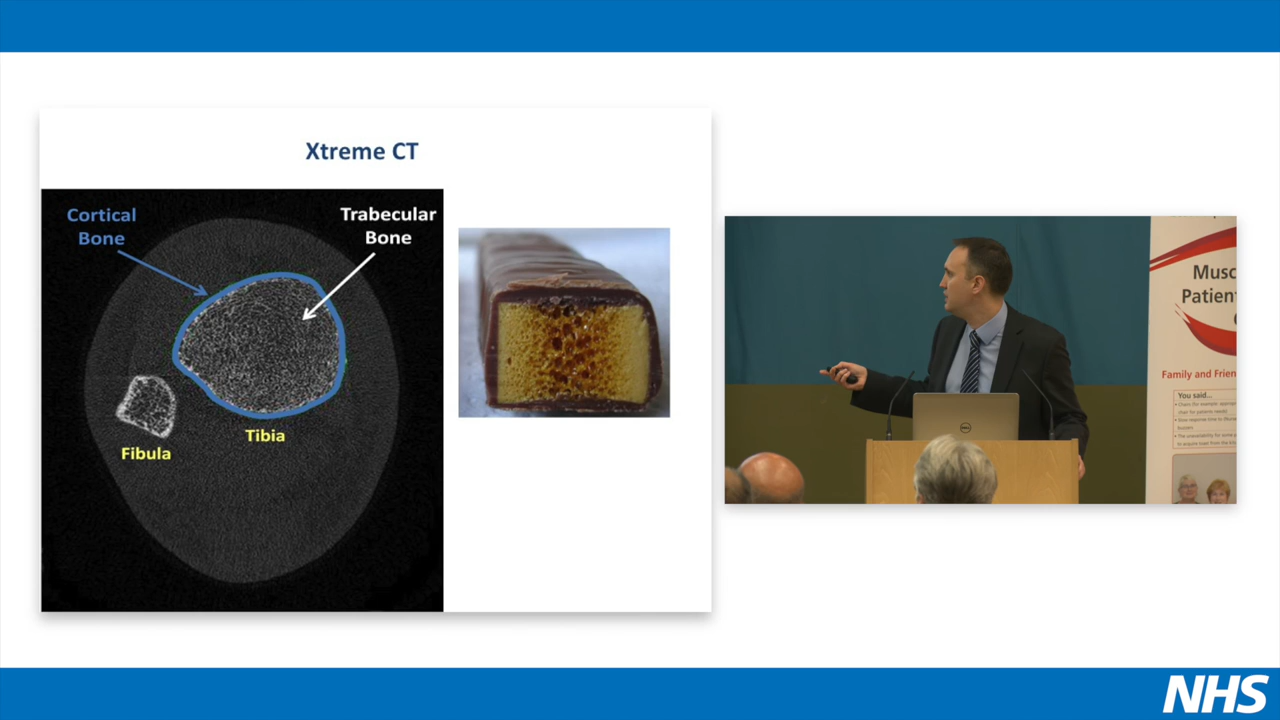 Xtreme CT
Cortical
Bone
Trabecular
Bone
Tibia
Fibula
Musc
Patient
Family and Frien
You said...
NHS